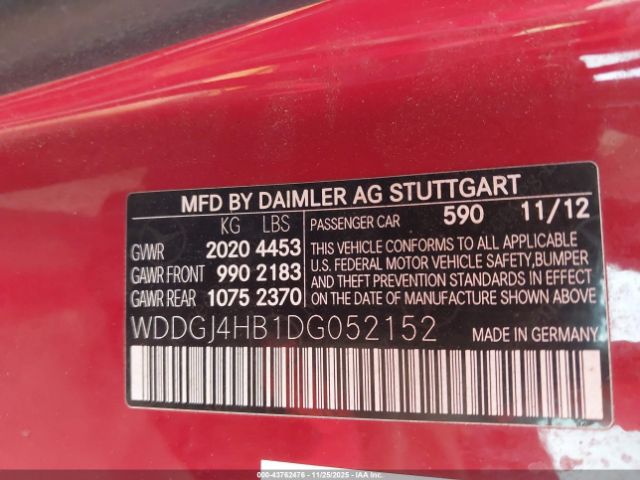 MFD BY DAIMLER AG STUTTGART
KG LBS
GVWR 2020 4453
GAWR FRONT 990 2183
GAWR REAR 1075 2370
PASSENGER CAR 590 11/12
THIS VEHICLE CONFORMS TO ALL APPLICABLE
U.S. FEDERAL MOTOR VEHICLE SAFETY,BUMPER
AND THEFT PREVENTION STANDARDS IN EFFECT
ON THE DATE OF MANUFACTURE SHOWN ABOVE.
WDDGJ4HB1DG052152 MADE IN GERMANY
© IAA - 43762476 - 11/25/2025 - BLOCKED